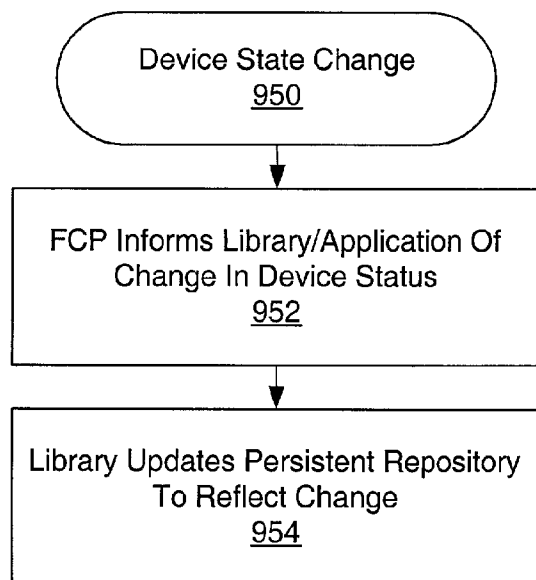 Device State Change
950
FCP Informs Library/Application Of
Change In Device Status
952
Library Updates Persistent Repository
To Reflect Change
954